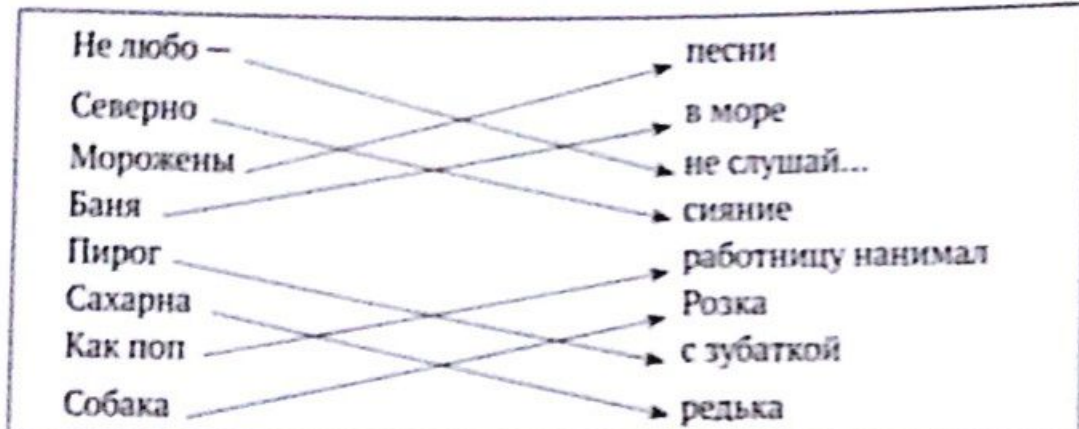 Не любо – песни
Северно в море
Морожены не слушай...
Баня сияние
Пирог работницу нанимал
Сахарна Розка
Как поп с зубаткой
Собака редька